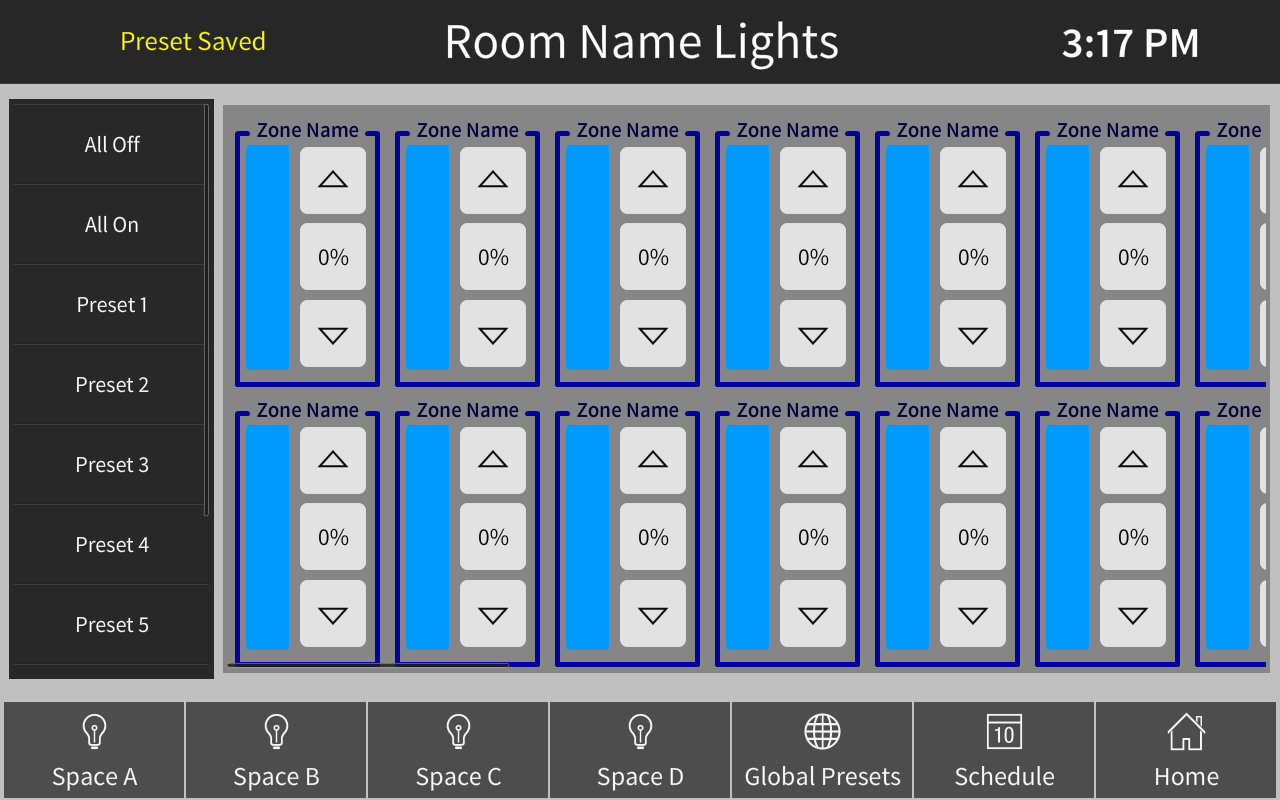 Preset Saved
Room Name Lights
3:17 PM
All Off
All On
Preset 1
Preset 2
Preset 3
Preset 4
Preset 5
Zone Name Zone Name Zone Name Zone Name Zone Name Zone Name Zone
0% 0% 0% 0% 0% 0%
Zone Name Zone Name Zone Name Zone Name Zone Name Zone Name Zone
0% 0% 0% 0% 0% 0%
10
Space A
Space B
Space C
Space D
Global Presets
Schedule
Home